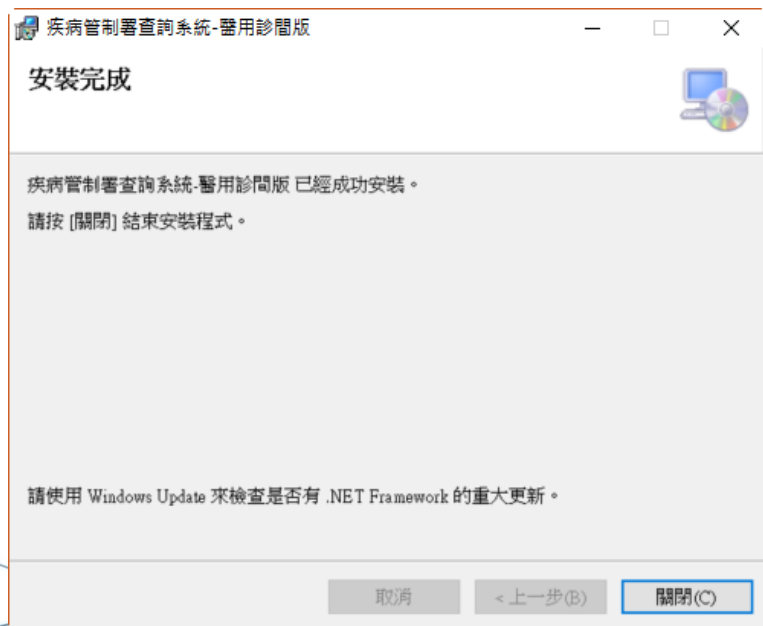 疾病管制署查詢系統-醫用診間版
安裝完成
疾病管制署查詢系統-醫用診間版 已經成功安裝。
請按 [關閉] 結束安裝程式。
請使用 Windows Update 來檢查是否有 .NET Framework 的重大更新。
取消
<上一步(B)
關閉(C)